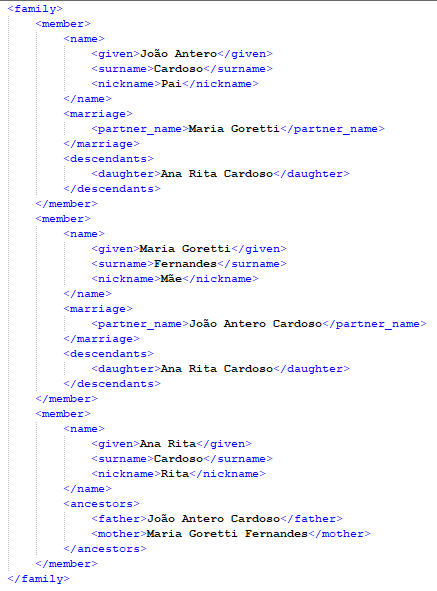 <family>
<member>
<name>
<given>João Antero</given>
<surname>Cardoso</surname>
<nickname>Pai</nickname>
</name>
<marriage>
<partner_name>Maria Goretti</partner_name>
</marriage>
<descendants>
<daughter>Ana Rita Cardoso</daughter>
</descendants>
</member>
<member>
<name>
<given>Maria Goretti</given>
<surname>Fernandes</surname>
<nickname>Mãe</nickname>
</name>
<marriage>
<partner_name>João Antero Cardoso</partner_name>
</marriage>
<descendants>
<daughter>Ana Rita Cardoso</daughter>
</descendants>
</member>
<member>
<name>
<given>Ana Rita</given>
<surname>Cardoso</surname>
<nickname>Rita</nickname>
</name>
<ancestors>
<father>João Antero Cardoso</father>
<mother>Maria Goretti Fernandes</mother>
</ancestors>
</member>
</family>